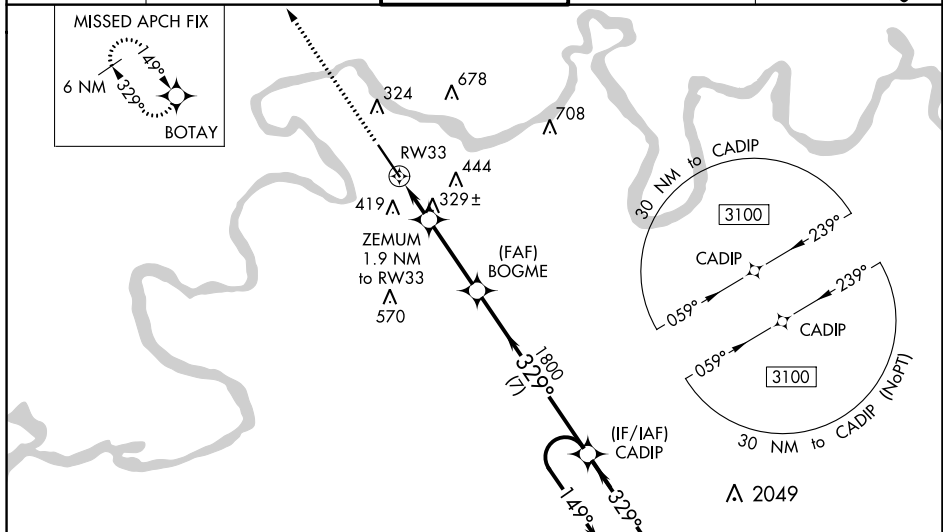 MISSED APCH FIX
6 NM
149°
329°
BOTAY
324
678
708
RW33
444
419
329±
ZEMUM
1.9 NM
to RW33
570
(FAF)
BOGME
1800
329°
(7)
(IF/IAF)
CADIP
149°
329°
30 NM to CADIP
3100
239°
CADIP
059°
239°
CADIP
059°
3100
30 NM to CADIP (NoPT)
2049